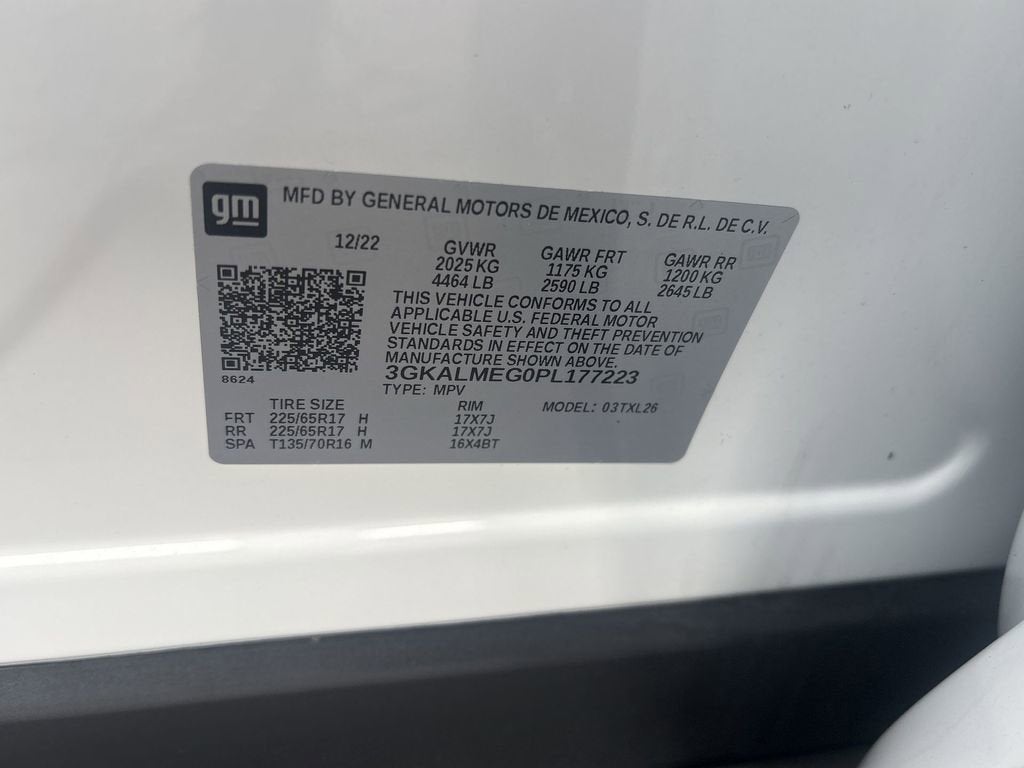 gm
MFD BY GENERAL MOTORS DE MEXICO, S. DE R.L. DE C.V.
12/22 GVWR GAWR FRT GAWR RR
2025 KG 1175 KG 1200 KG
4464 LB 2590 LB 2645 LB
THIS VEHICLE CONFORMS TO ALL
APPLICABLE U.S. FEDERAL MOTOR
VEHICLE SAFETY AND THEFT PREVENTION
STANDARDS IN EFFECT ON THE DATE OF
MANUFACTURE SHOWN ABOVE.
3GKALMEG0PL177223
8624
TYPE: MPV
TIRE SIZE RIM MODEL: 03TXL26
FRT 225/65R17 H 17X7J
RR 225/65R17 H 17X7J
SPA T135/70R16 M 16X4BT